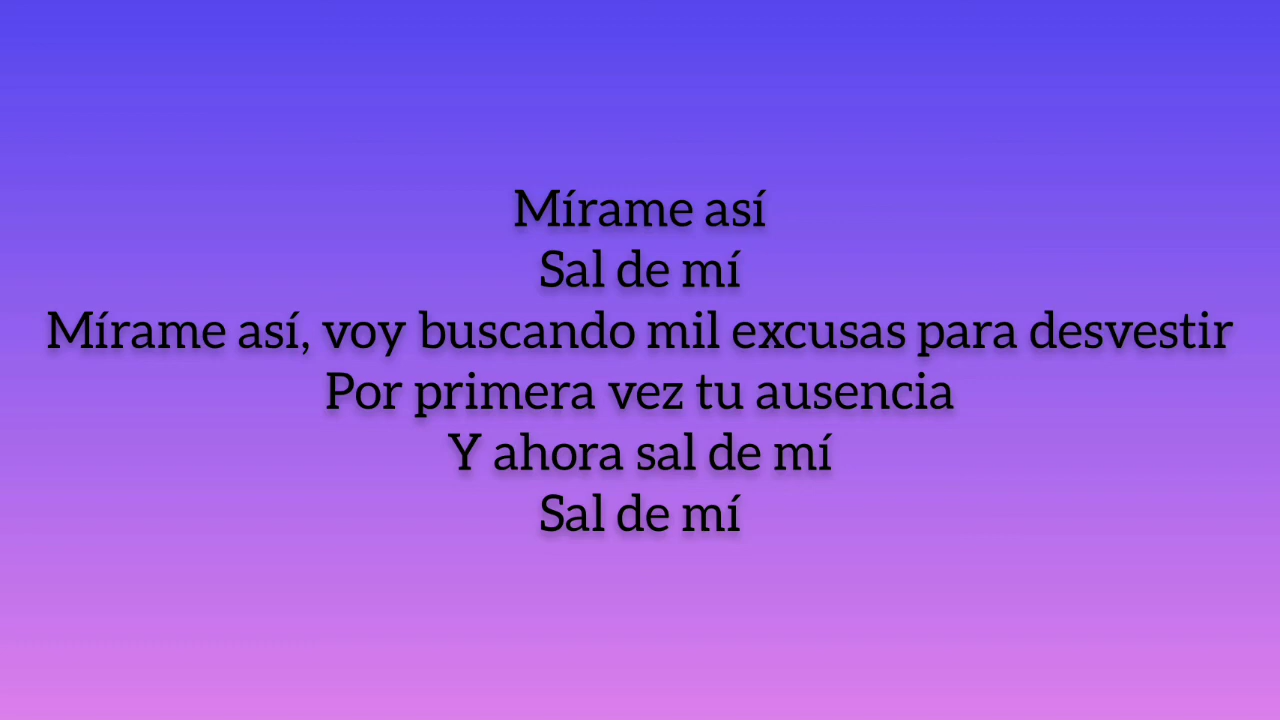 Mírame así
Sal de mí
Mírame así, voy buscando mil excusas para desvestir
Por primera vez tu ausencia
Y ahora sal de mí
Sal de mí